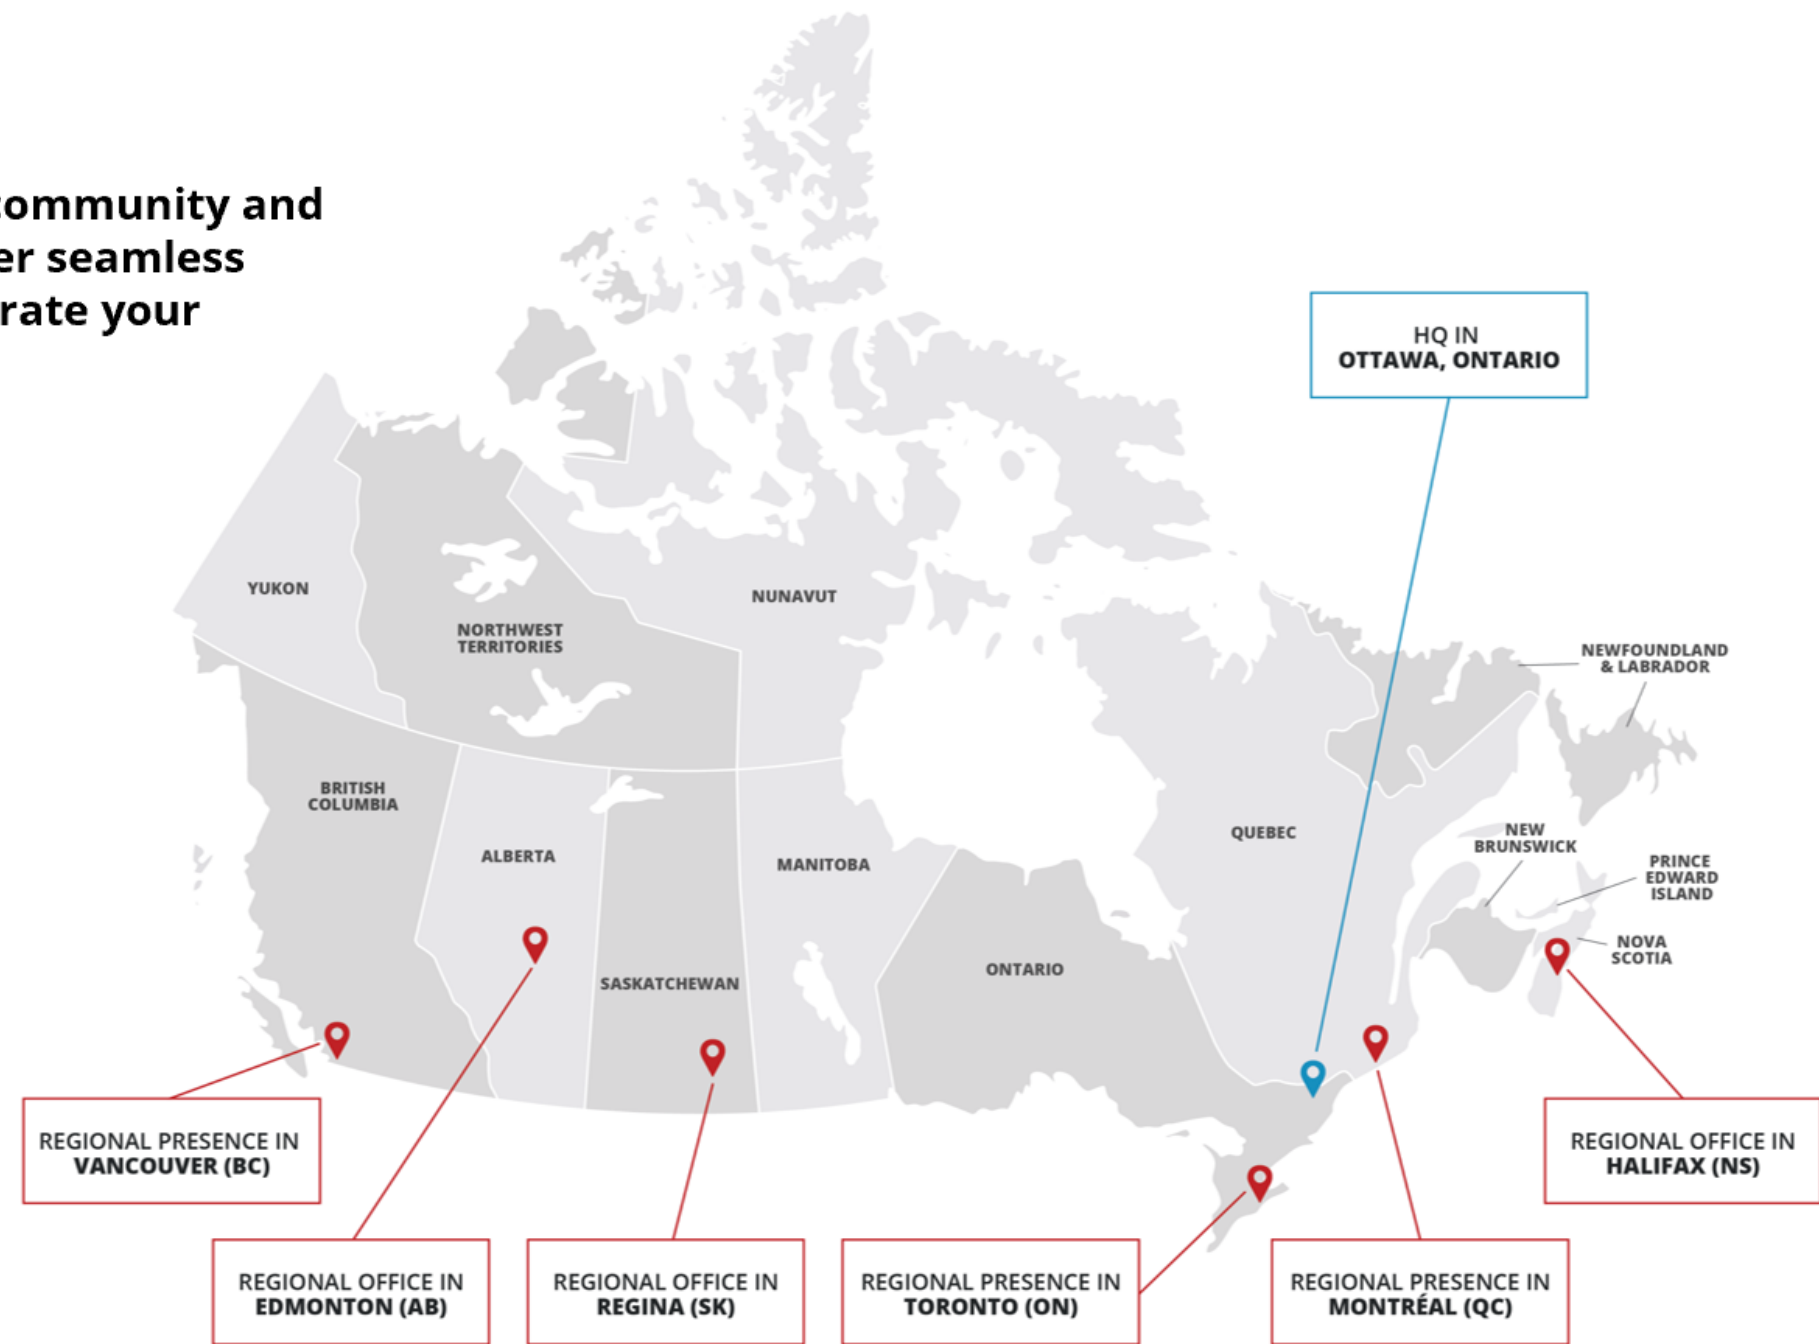 community and
er seamless
rate your
HQ IN
OTTAWA, ONTARIO
YUKON
NORTHWEST
TERRITORIES
NUNAVUT
NEWFOUNDLAND
& LABRADOR
BRITISH
COLUMBIA
ALBERTA
SASKATCHEWAN
MANITOBA
ONTARIO
QUEBEC
NEW
BRUNSWICK
PRINCE
EDWARD
ISLAND
NOVA
SCOTIA
REGIONAL PRESENCE IN
VANCOUVER (BC)
REGIONAL OFFICE IN
EDMONTON (AB)
REGIONAL OFFICE IN
REGINA (SK)
REGIONAL PRESENCE IN
TORONTO (ON)
REGIONAL PRESENCE IN
MONTRÉAL (QC)
REGIONAL OFFICE IN
HALIFAX (NS)